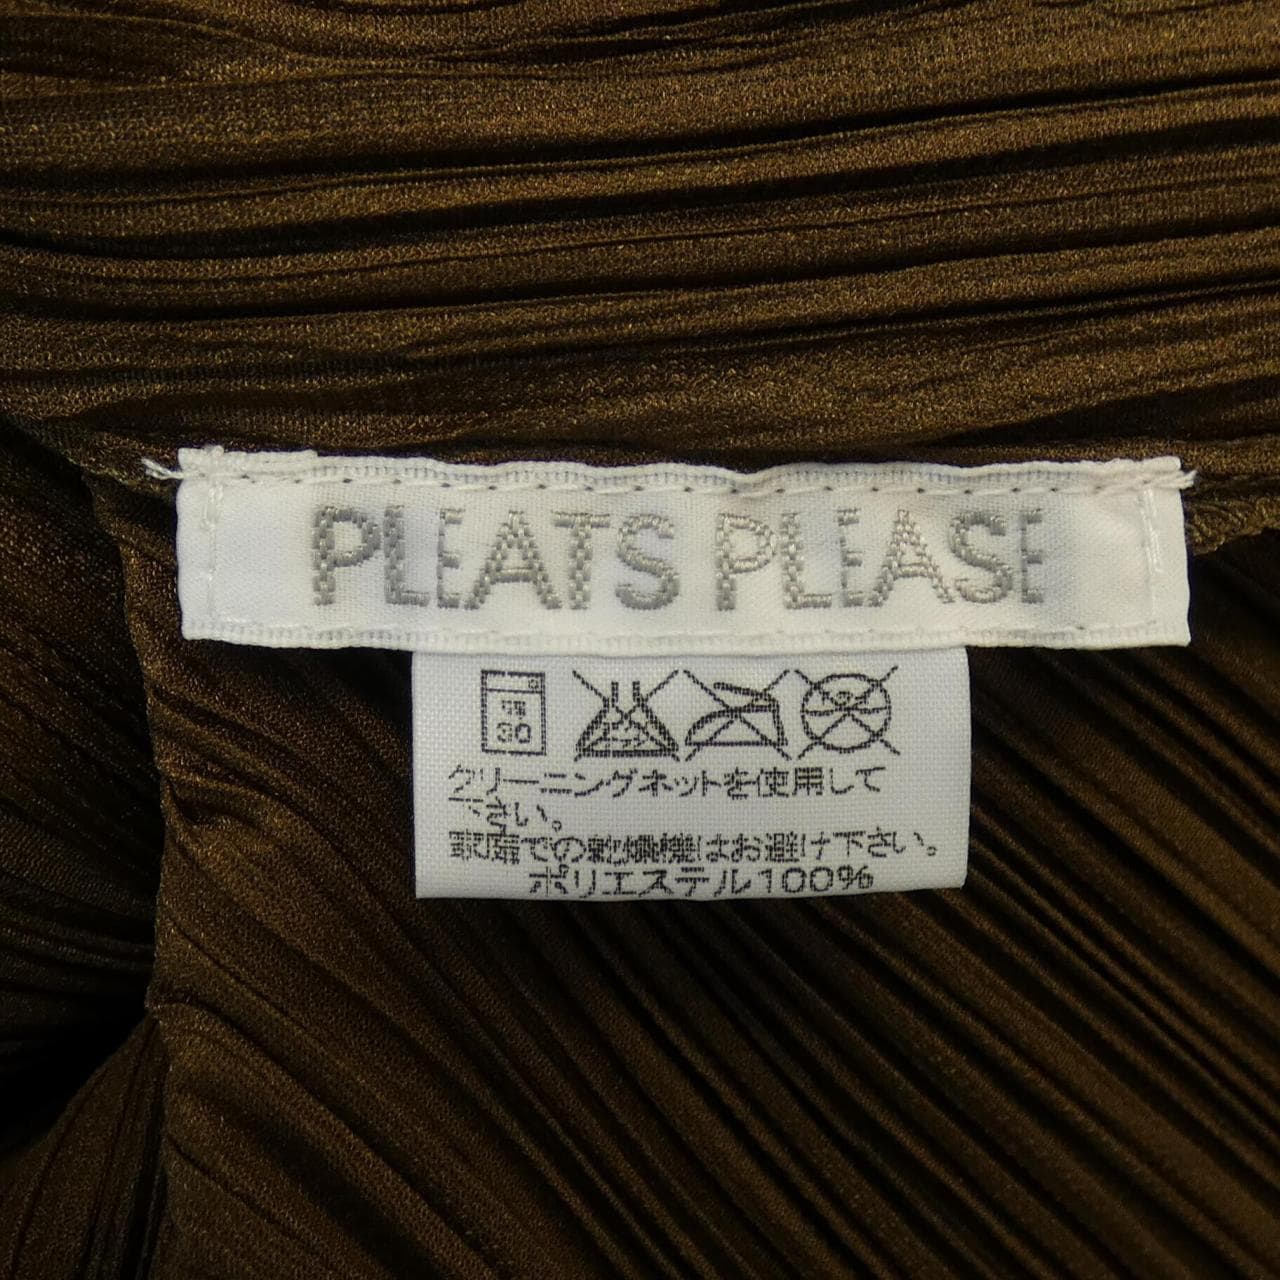 PLEATS PLEASE
弱
30
クリーニングネットを使用して
下さい。
家庭での乾燥機はお避け下さい。
ポリエステル100%